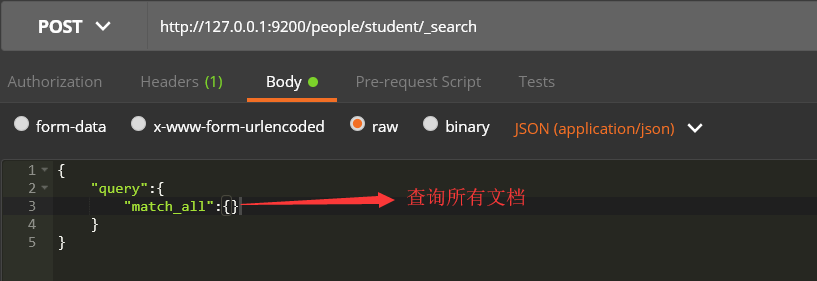 POST http://127.0.0.1:9200/people/student/_search
Authorization Headers (1) Body Pre-request Script Tests
form-data x-www-form-urlencoded raw binary JSON (application/json)
1 {
2 "query":{
3 "match_all":{} 查询所有文档
4 }
5 }